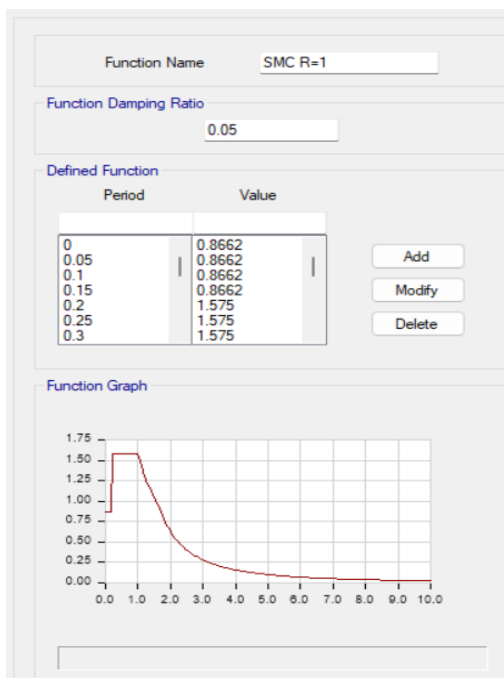 Function Name SMC R=1
Function Damping Ratio
0.05
Defined Function
Period Value
0 0.8662
0.05 0.8662
0.1 0.8662
0.15 0.8662
0.2 1.575
0.25 1.575
0.3 1.575
Add
Modify
Delete
Function Graph
1.75
1.50
1.25
1.00
0.75
0.50
0.25
0.00
0.0 1.0 2.0 3.0 4.0 5.0 6.0 7.0 8.0 9.0 10.0